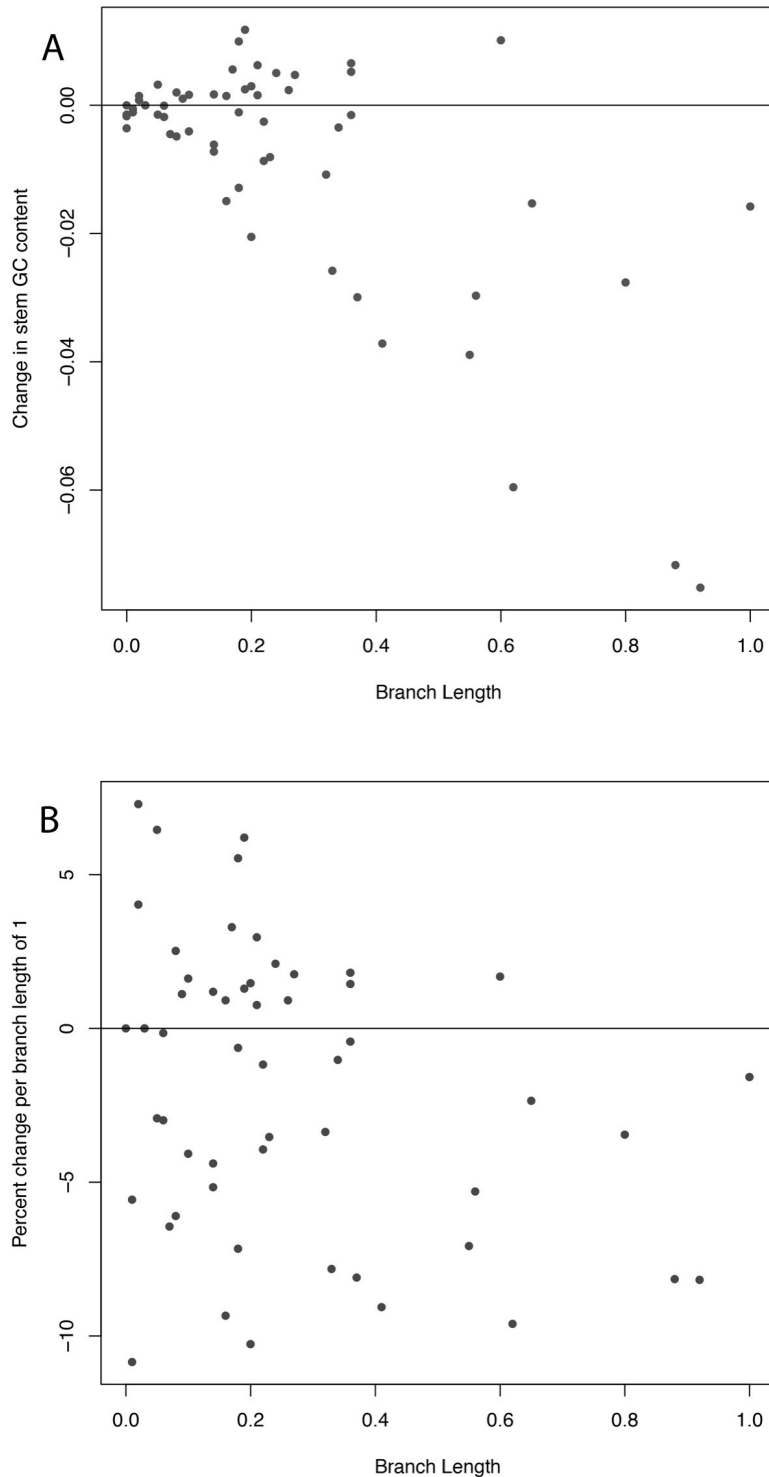 A
Change in stem GC content
0.00
−0.02
−0.04
−0.06
0.0 0.2 0.4 0.6 0.8 1.0
Branch Length
B
Percent change per branch length of 1
5
0
−5
−10
0.0 0.2 0.4 0.6 0.8 1.0
Branch Length